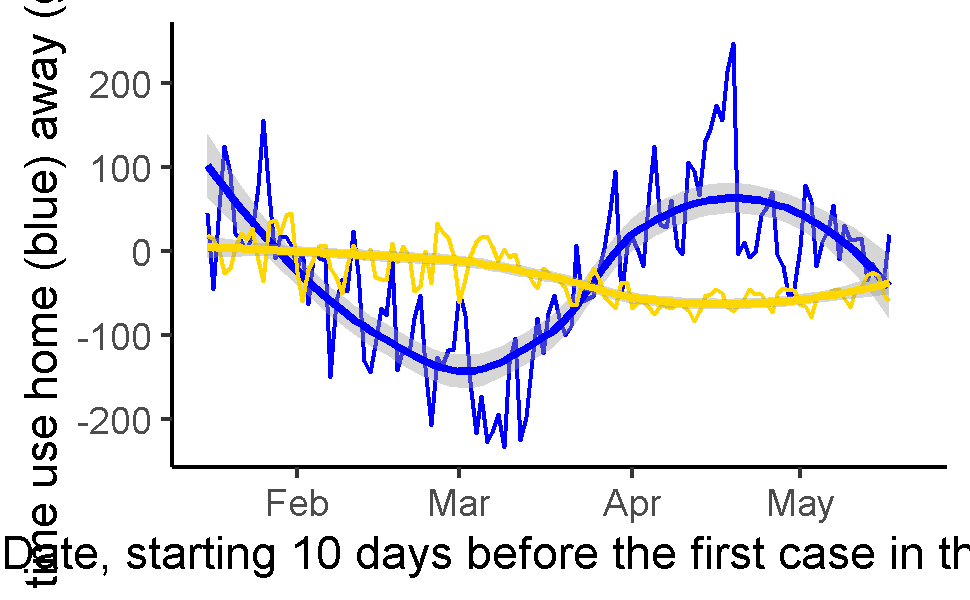 time use home (blue) away (
200
100
0
-100
-200
Feb Mar Apr May
Date, starting 10 days before the first case in th